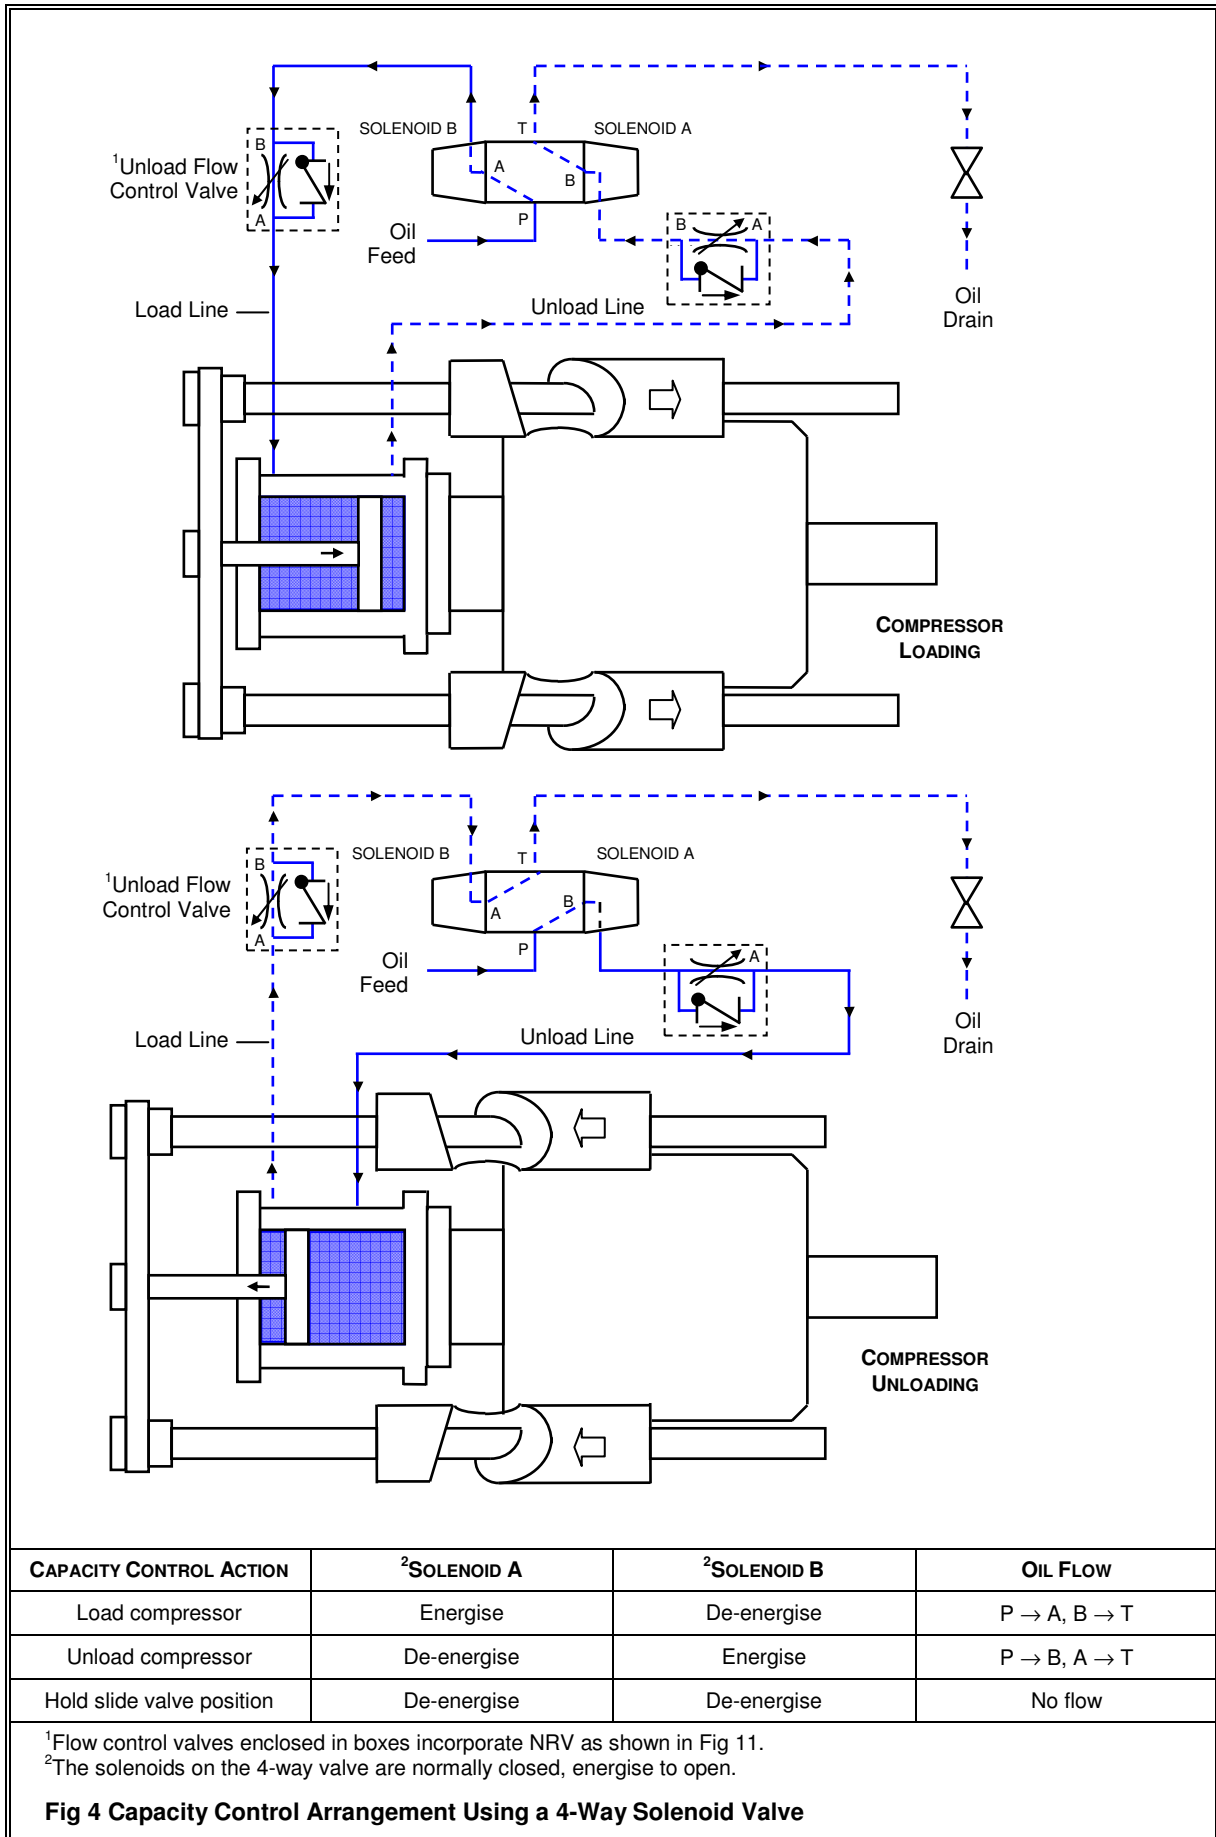 SOLENOID B T SOLENOID A
B
A
B
¹Unload Flow
Control Valve
A
P
Oil
Feed
B A
Load Line
Unload Line
Oil
Drain
COMPRESSOR
LOADING
SOLENOID B T SOLENOID A
B
¹Unload Flow
Control Valve
A
A
B
P
Oil
Feed
A
Load Line
Unload Line
Oil
Drain
COMPRESSOR
UNLOADING
CAPACITY CONTROL ACTION ²SOLENOID A ²SOLENOID B OIL FLOW
Load compressor Energise De-energise P → A, B → T
Unload compressor De-energise Energise P → B, A → T
Hold slide valve position De-energise De-energise No flow
¹Flow control valves enclosed in boxes incorporate NRV as shown in Fig 11.
²The solenoids on the 4-way valve are normally closed, energise to open.
Fig 4 Capacity Control Arrangement Using a 4-Way Solenoid Valve